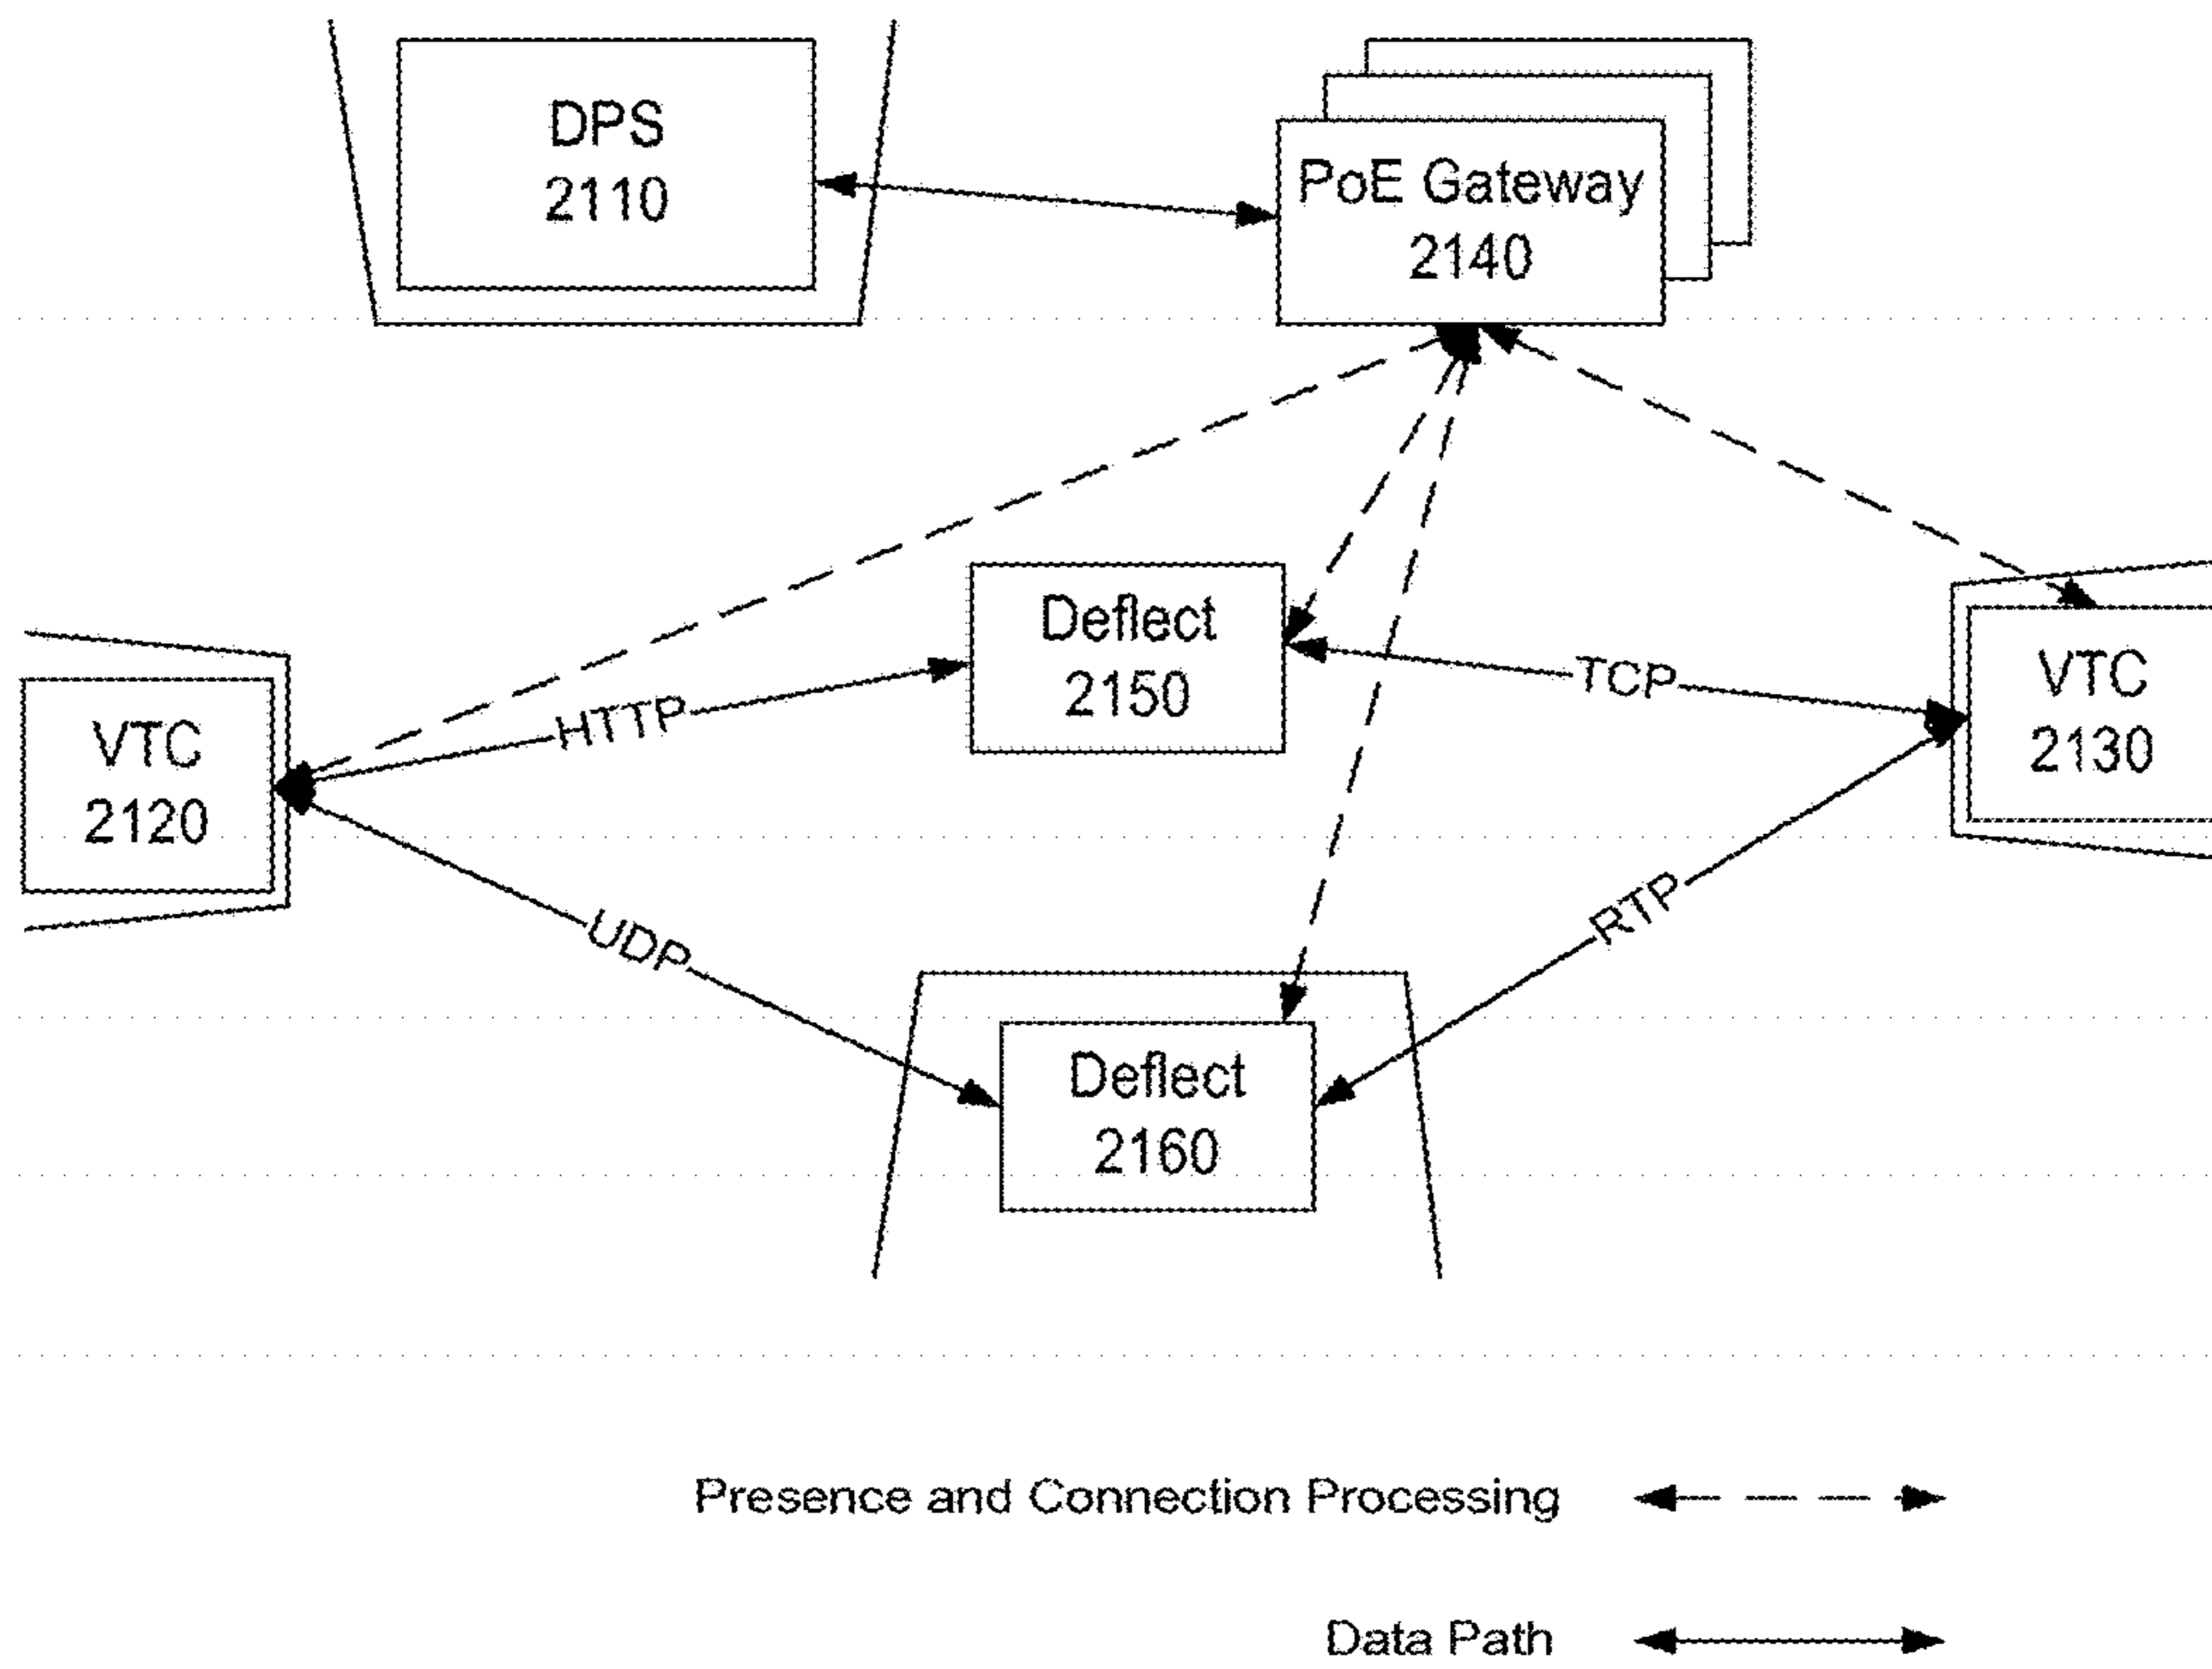 DPS
2110
PoE Gateway
2140
Deflect
2150
TCP
VTC
2130
HTTP
VTC
2120
UDP
RTP
Deflect
2160
Presence and Connection Processing
Data Path